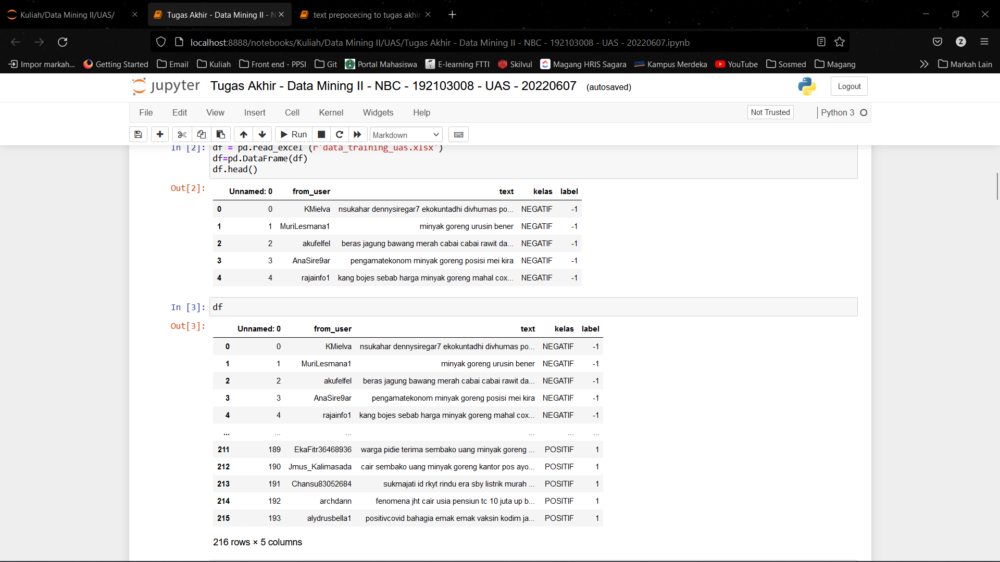 Kuliah/Data Mining II/UAS/
Tugas Akhir - Data Mining II - N
text prepocecing to tugas akhir
localhost:8888/notebooks/Kuliah/Data Mining II/UAS/Tugas Akhir - Data Mining II - NBC - 192103008 - UAS - 20220607.ipynb
Z
Impor markah... Getting Started Email Kuliah Front end - PPSI Git Portal Mahasiswa E-learning FTTI Skilvul Magang HRIS Sagara Kampus Merdeka YouTube Sosmed Magang Markah Lain
jupyter Tugas Akhir - Data Mining II - NBC - 192103008 - UAS - 20220607 (autosaved) Logout
File Edit View Insert Cell Kernel Widgets Help Not Trusted Python 3
Run Markdown
In [2]: df = pd.read_excel (r'data_training_uas.xlsx')
df=pd.DataFrame(df)
df.head()
Out[2]:
Unnamed: 0 from_user text kelas label
0 0 KMielva nsukahar dennysiregar7 ekokuntadhi divhumas po... NEGATIF -1
1 1 MuriLesmana1 minyak goreng urusin bener NEGATIF -1
2 2 akufelfel beras jagung bawang merah cabai cabai rawit da... NEGATIF -1
3 3 AnaSire9ar pengamatekonom minyak goreng posisi mei kira NEGATIF -1
4 4 rajainfo1 kang bojes sebab harga minyak goreng mahal cox... NEGATIF -1
In [3]: df
Out[3]:
Unnamed: 0 from_user text kelas label
0 0 KMielva nsukahar dennysiregar7 ekokuntadhi divhumas po... NEGATIF -1
1 1 MuriLesmana1 minyak goreng urusin bener NEGATIF -1
2 2 akufelfel beras jagung bawang merah cabai cabai rawit da... NEGATIF -1
3 3 AnaSire9ar pengamatekonom minyak goreng posisi mei kira NEGATIF -1
4 4 rajainfo1 kang bojes sebab harga minyak goreng mahal cox... NEGATIF -1
... ... ... ... ... ...
211 189 EkaFitr36468936 warga pidie terima sembako uang minyak goreng ... POSITIF 1
212 190 Jmus_Kalimasada cair sembako uang minyak goreng kantor pos ayo... POSITIF 1
213 191 Chansu83052684 sukmajati id rkyt rindu era sby listrik murah ... POSITIF 1
214 192 archdann fenomena jht cair usia pensiun tc 10 juta up b... POSITIF 1
215 193 alydrusbella1 positivcovid bahagia emak emak vaksin kodim ja... POSITIF 1
216 rows × 5 columns